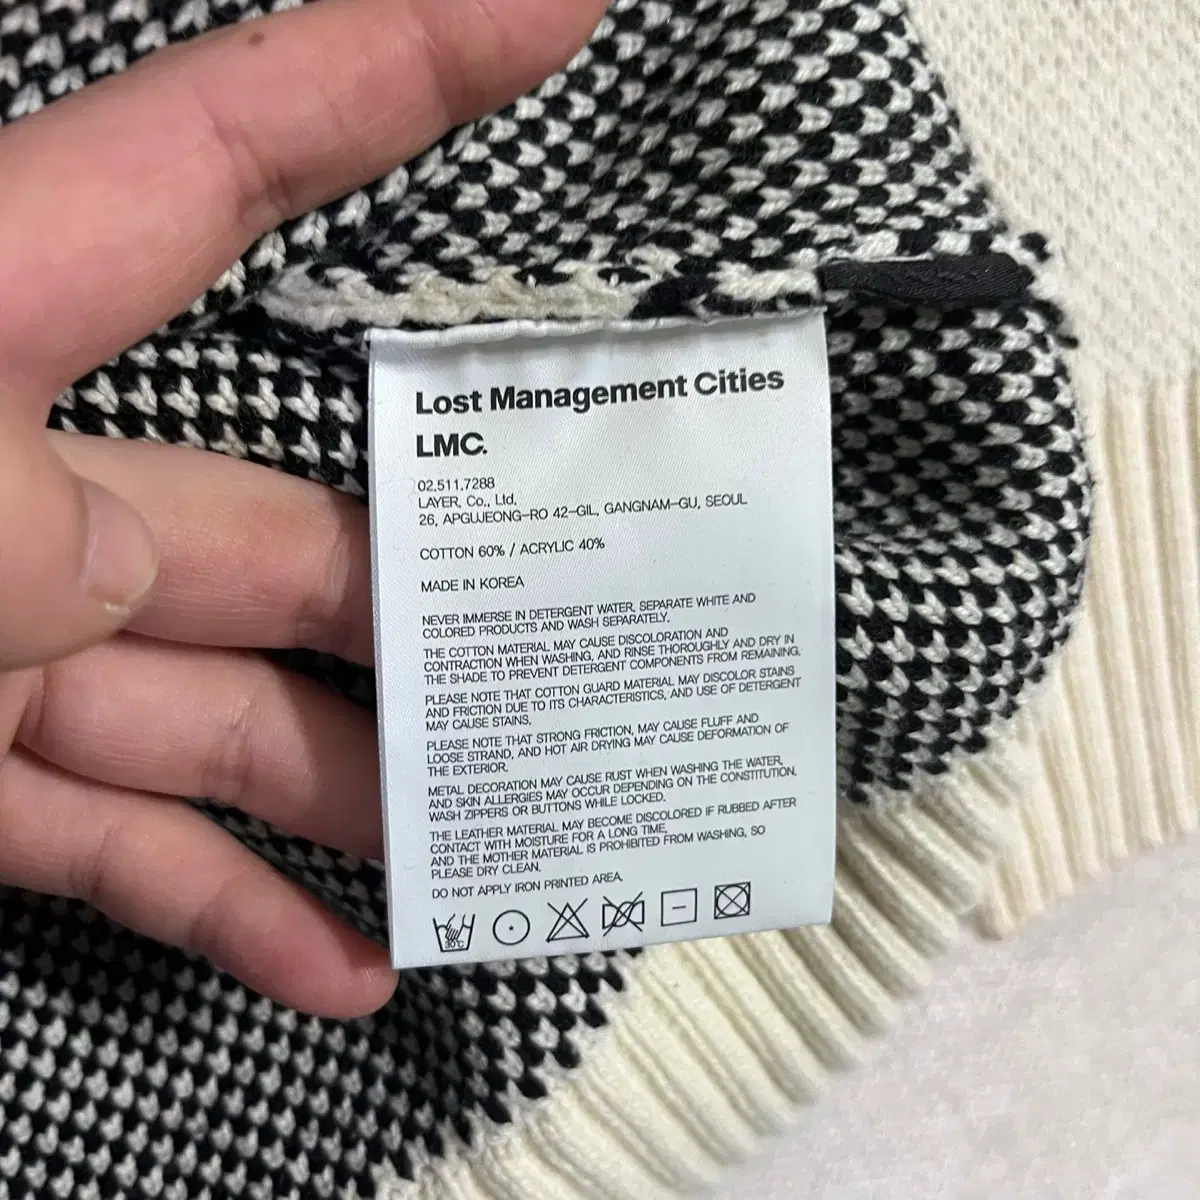 Lost Management Cities
LMC.
02.511.7288
LAYER, Co., Ltd,
26, APGUJEONG-RO 42-GIL, GANGNAM-GU, SEOUL
COTTON 60% / ACRYLIC 40%
MADE IN KOREA
NEVER IMMERSE IN DETERGENT WATER, SEPARATE WHITE AND
COLORED PRODUCTS AND WASH SEPARATELY.
THE COTTON MATERIAL MAY CAUSE DISCOLORATION AND
CONTRACTION WHEN WASHING, AND RINSE THOROUGHLY AND DRY IN
THE SHADE TO PREVENT DETERGENT COMPONENTS FROM REMAINING.
PLEASE NOTE THAT COTTON GUARD MATERIAL MAY DISCOLOR STAINS
AND FRICTION DUE TO ITS CHARACTERISTICS, AND USE OF DETERGENT
MAY CAUSE STAINS.
PLEASE NOTE THAT STRONG FRICTION, MAY CAUSE FLUFF AND
LOOSE STRAND, AND HOT AIR DRYING MAY CAUSE DEFORMATION OF
THE EXTERIOR.
METAL DECORATION MAY CAUSE RUST WHEN WASHING THE WATER,
AND SKIN ALLERGIES MAY OCCUR DEPENDING ON THE CONSTITUTION.
WASH ZIPPERS OR BUTTONS WHILE LOCKED.
THE LEATHER MATERIAL MAY BECOME DISCOLORED IF RUBBED AFTER
CONTACT WITH MOISTURE FOR A LONG TIME,
AND THE MOTHER MATERIAL IS PROHIBITED FROM WASHING, SO
PLEASE DRY CLEAN.
DO NOT APPLY IRON PRINTED AREA.
30°C